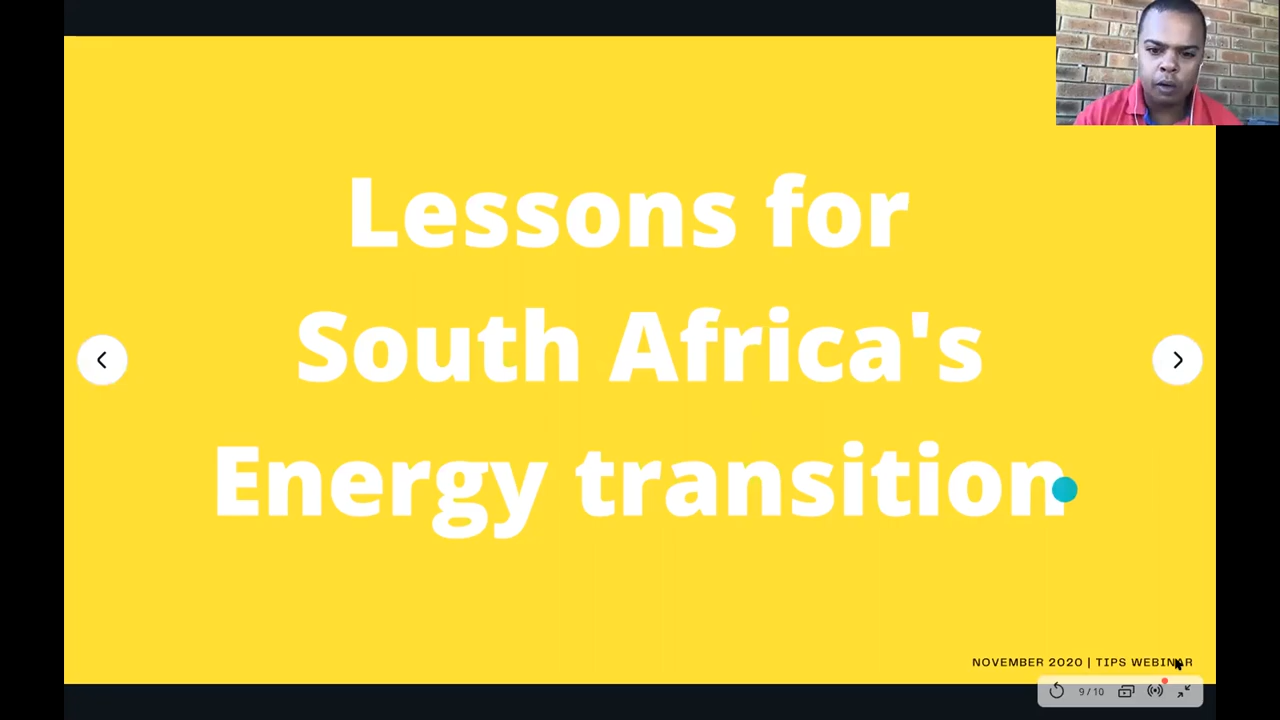 Lessons for
South Africa's
Energy transition
NOVEMBER 2020 | TIPS WEBINAR
9 / 10